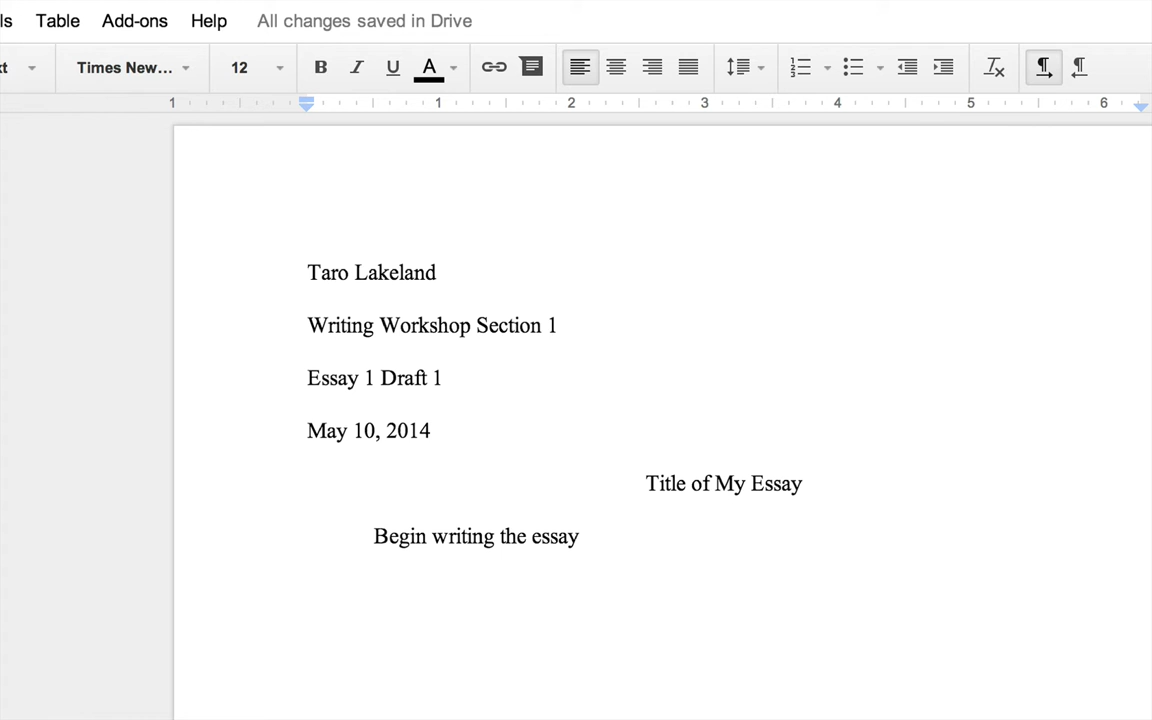 ls Table Add-ons Help All changes saved in Drive
xt Times New... 12 B I U A
1 1 2 3 4 5 6
Taro Lakeland
Writing Workshop Section 1
Essay 1 Draft 1
May 10, 2014
Title of My Essay
Begin writing the essay